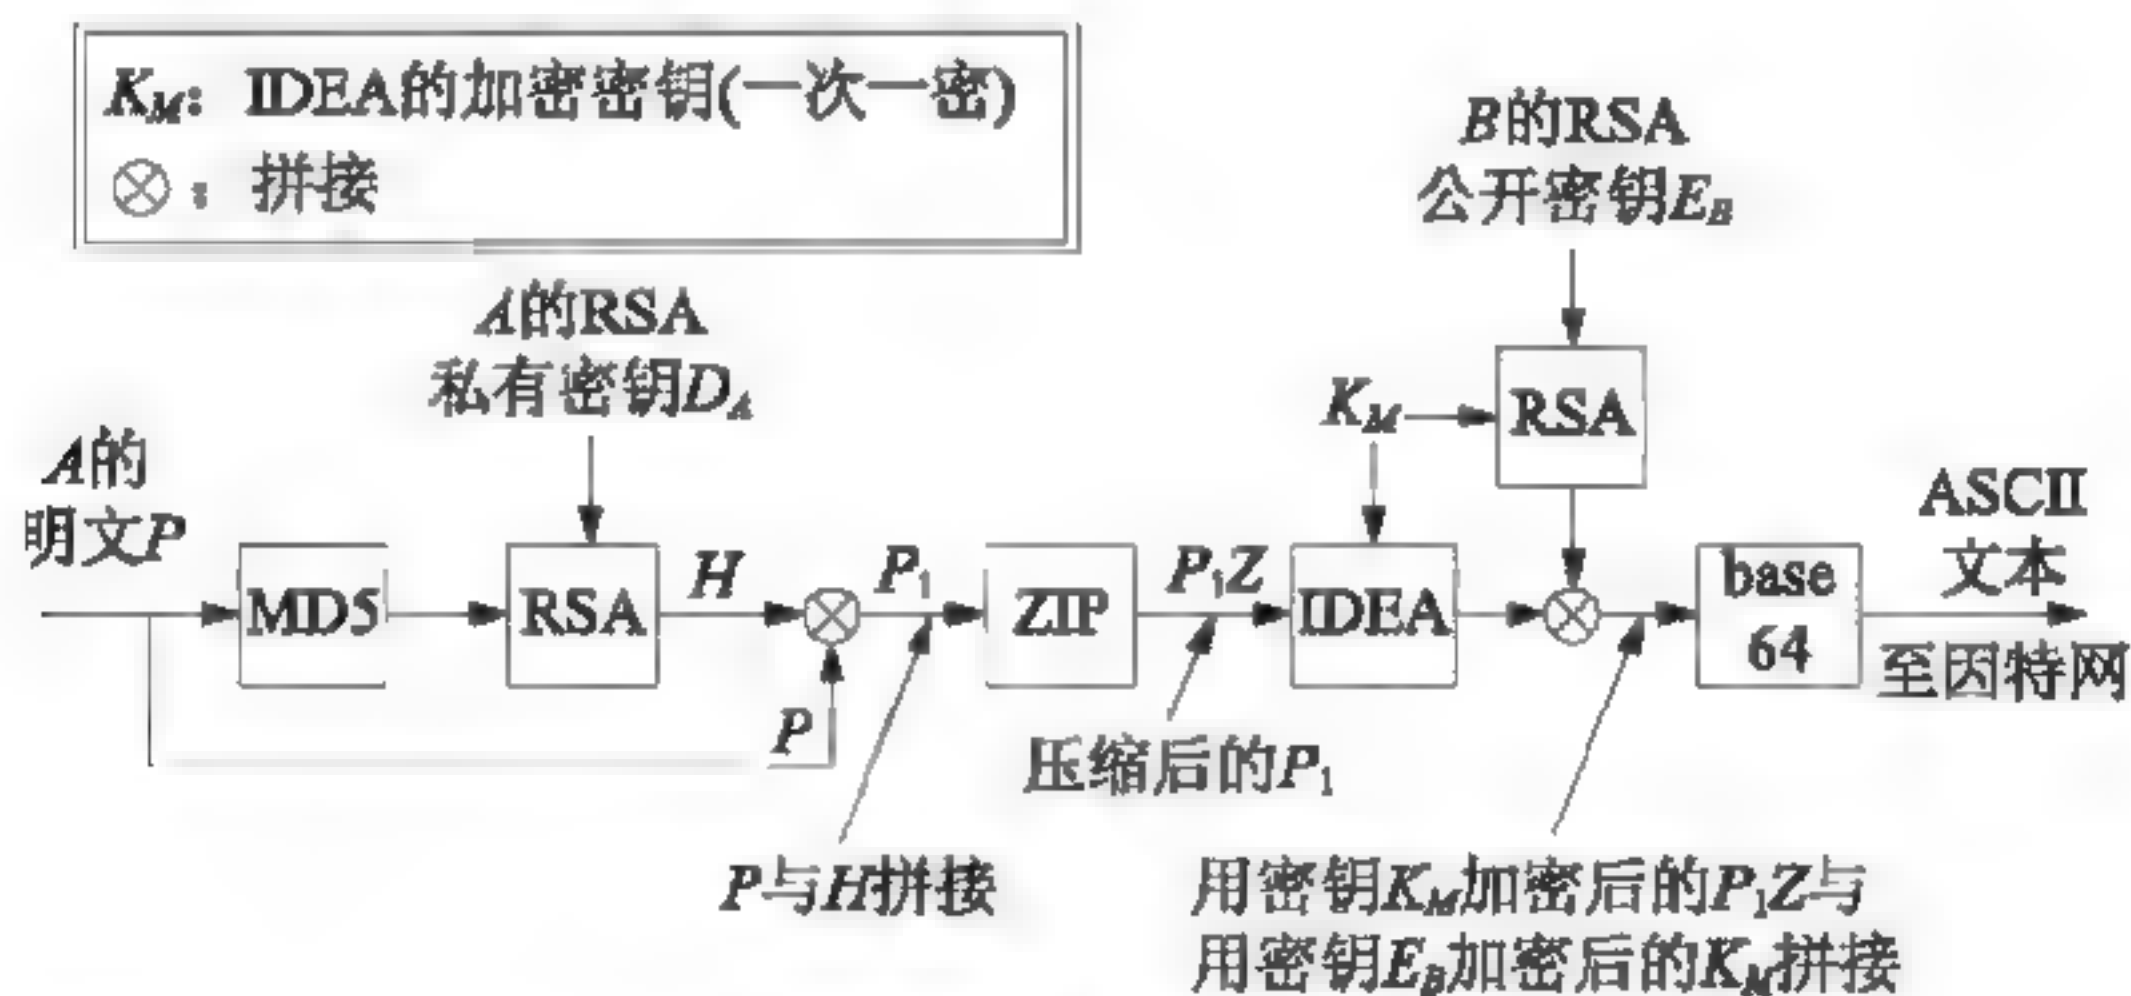 K_M：IDEA的加密密钥(一次一密)
⊗：拼接
B的RSA
公开密钥E_B
A的RSA
私有密钥D_A
K_M
RSA
A的
明文P
MD5
RSA
H
P₁
ZIP
P₁Z
IDEA
base
64
ASCII
文本
至因特网
P
压缩后的P₁
P与H拼接
用密钥K_M加密后的P₁Z与
用密钥E_B加密后的K_M拼接